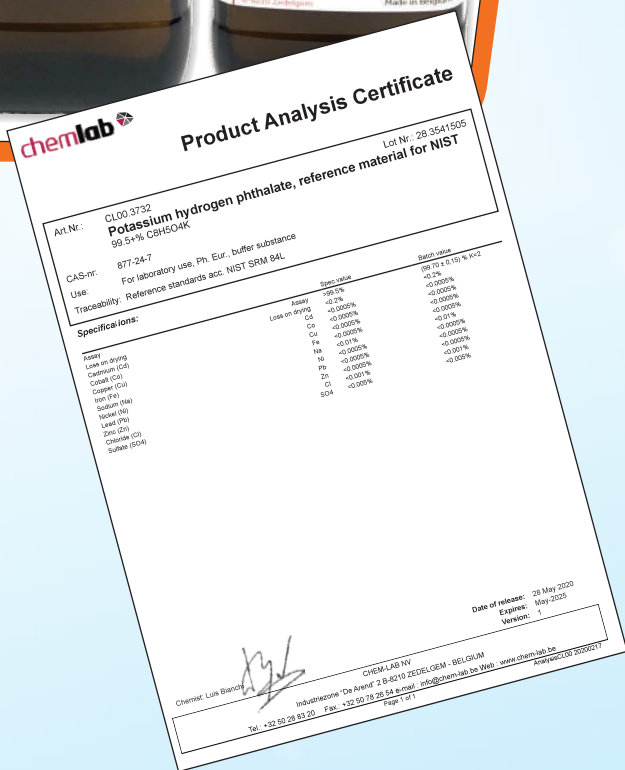 B-8210 Zedelgem
Made in Belgium
chemlab
Product Analysis Certificate
Lot Nr.: 28.3541505
Art.Nr.: CL00.3732
Potassium hydrogen phthalate, reference material for NIST
99.5+% C8H5O4K
CAS-nr. 877-24-7
Use: For laboratory use, Ph. Eur., buffer substance
Traceability: Reference standards acc. NIST SRM 84L
Specifications:
Spec.value Batch value
Assay Assay >99.5% (99.70 ± 0.15) % K=2
Loss on drying Loss on drying <0.2% <0.2%
Cadmium (Cd) Cd <0.0005% <0.0005%
Cobalt (Co) Co <0.0005% <0.0005%
Copper (Cu) Cu <0.0005% <0.0005%
Iron (Fe) Fe <0.0005% <0.0005%
Sodium (Na) Na <0.01% <0.01%
Nickel (Ni) Ni <0.0005% <0.0005%
Lead (Pb) Pb <0.0005% <0.0005%
Zinc (Zn) Zn <0.0005% <0.0005%
Chloride (Cl) Cl <0.001% <0.001%
Sulfate (SO4) SO4 <0.005% <0.005%
Date of release: 28 May 2020
Expires: May-2025
Version: 1
Chemist: Luis Bianchi
CHEM-LAB NV
Industriezone "De Arend" 2 B-8210 ZEDELGEM - BELGIUM
Tel.: +32 50 28 83 20 Fax.: +32 50 78 26 54 e-mail : info@chem-lab.be Web : www.chem-lab.be
Page 1 of 1
AnalysisCL00 20200217